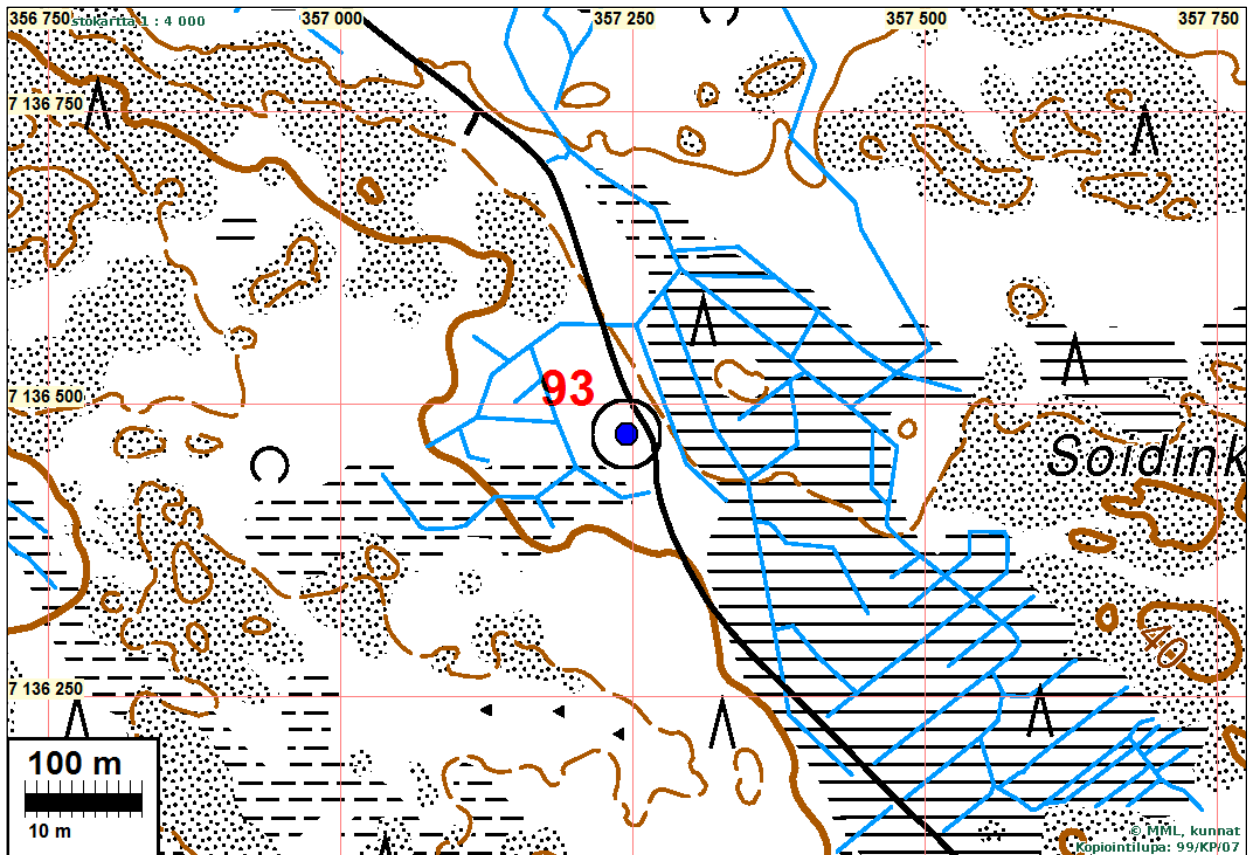 356 750
stokartta 1 : 4 000
357 000
357 250
357 500
357 750
7 136 750
93
7 136 500
Soidink
40
7 136 250
100 m
10 m
© MML, kunnat
Kopiointilupa: 99/KP/07